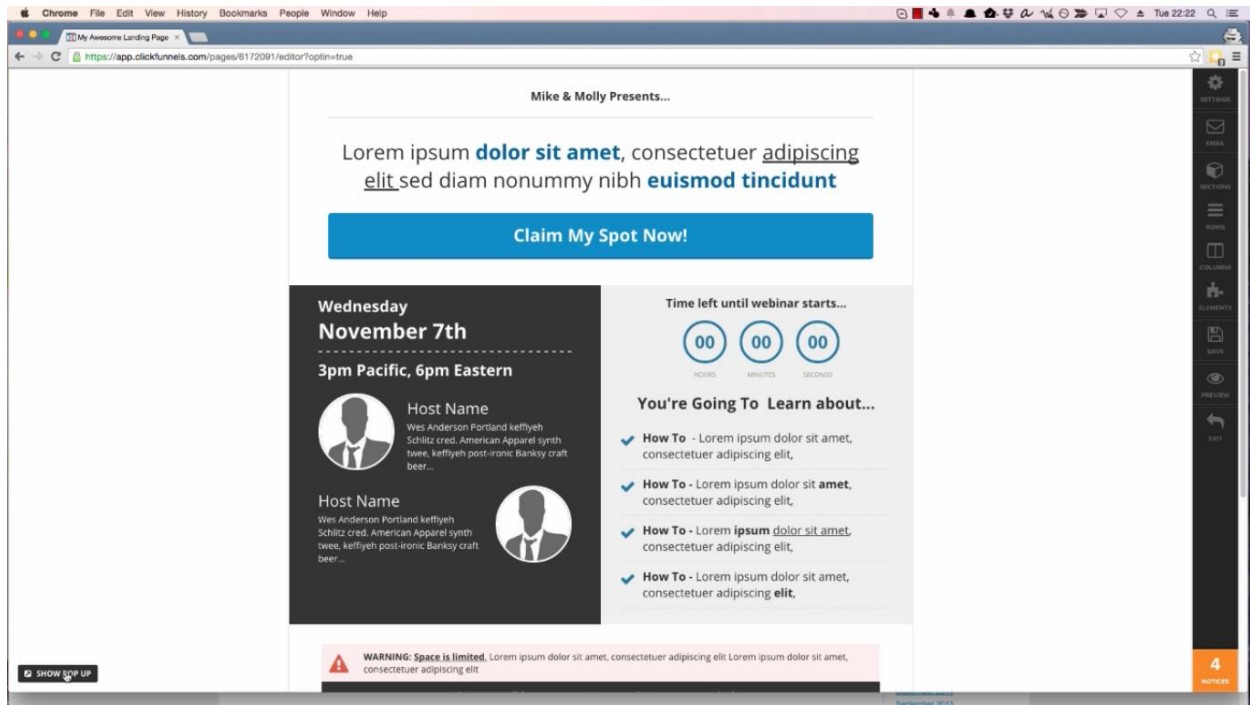 Chrome File Edit View History Bookmarks People Window Help
Tue 22:22
My Awesome Landing Page
https://app.clickfunnels.com/pages/6172091/editor?optin=true
Mike & Molly Presents...
Lorem ipsum dolor sit amet, consectetuer adipiscing
elit sed diam nonummy nibh euismod tincidunt
Claim My Spot Now!
Wednesday
November 7th
3pm Pacific, 6pm Eastern
Host Name
Wes Anderson Portland keffiyeh
Schlitz cred. American Apparel synth
twee, keffiyeh post-ironic Banksy craft
beer...
Host Name
Wes Anderson Portland keffiyeh
Schlitz cred. American Apparel synth
twee, keffiyeh post-ironic Banksy craft
beer...
Time left until webinar starts...
00 00 00
HOURS MINUTES SECONDS
You're Going To Learn about...
How To - Lorem ipsum dolor sit amet,
consectetuer adipiscing elit,
How To - Lorem ipsum dolor sit amet,
consectetuer adipiscing elit,
How To - Lorem ipsum dolor sit amet,
consectetuer adipiscing elit,
How To - Lorem ipsum dolor sit amet,
consectetuer adipiscing elit,
WARNING: Space is limited, Lorem ipsum dolor sit amet, consectetuer adipiscing elit Lorem ipsum dolor sit amet,
consectetuer adipiscing elit
SHOW POP UP
SETTINGS
EMAIL
SECTIONS
ROWS
COLUMNS
ELEMENTS
SAVE
PREVIEW
EXIT
4
NOTICES